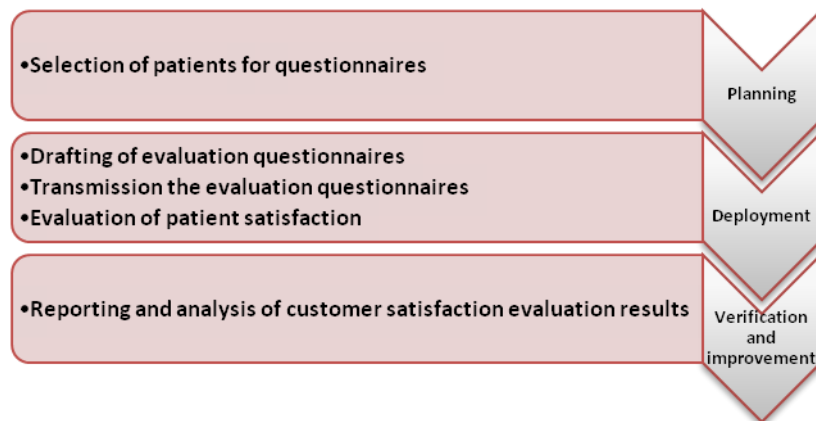 •Selection of patients for questionnaires
Planning
•Drafting of evaluation questionnaires
•Transmission the evaluation questionnaires
•Evaluation of patient satisfaction
Deployment
•Reporting and analysis of customer satisfaction evaluation results
Verification
and
improvement